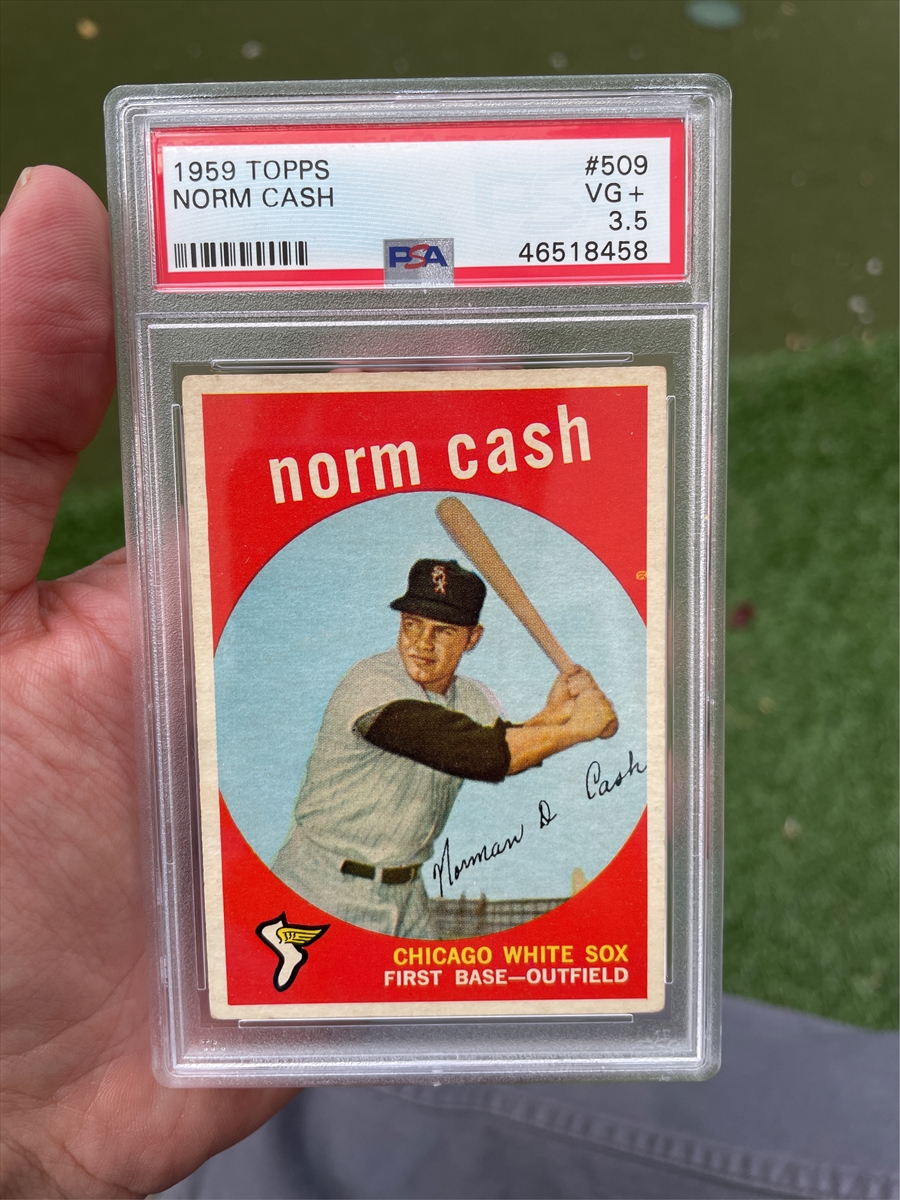 1959 TOPPS #509
NORM CASH VG+
3.5
PSA 46518458
norm cash
SOX
Norman D Cash
CHICAGO WHITE SOX
FIRST BASE—OUTFIELD